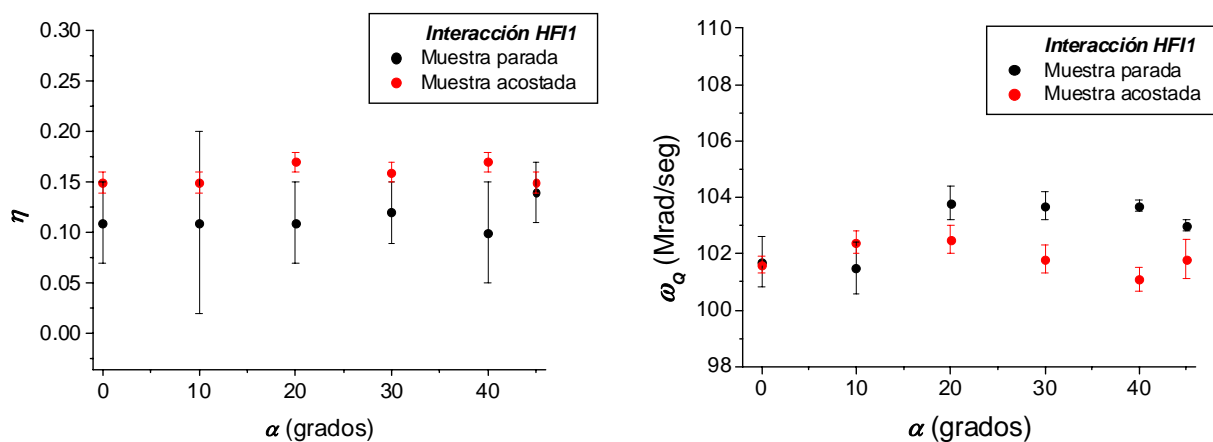 0.30
0.25
0.20
0.15
0.10
0.05
0.00
η
0
10
20
30
40
α (grados)
Interacción HFI1
Muestra parada
Muestra acostada
110
108
106
104
102
100
98
ω_Q (Mrad/seg)
0
10
20
30
40
α (grados)
Interacción HFI1
Muestra parada
Muestra acostada